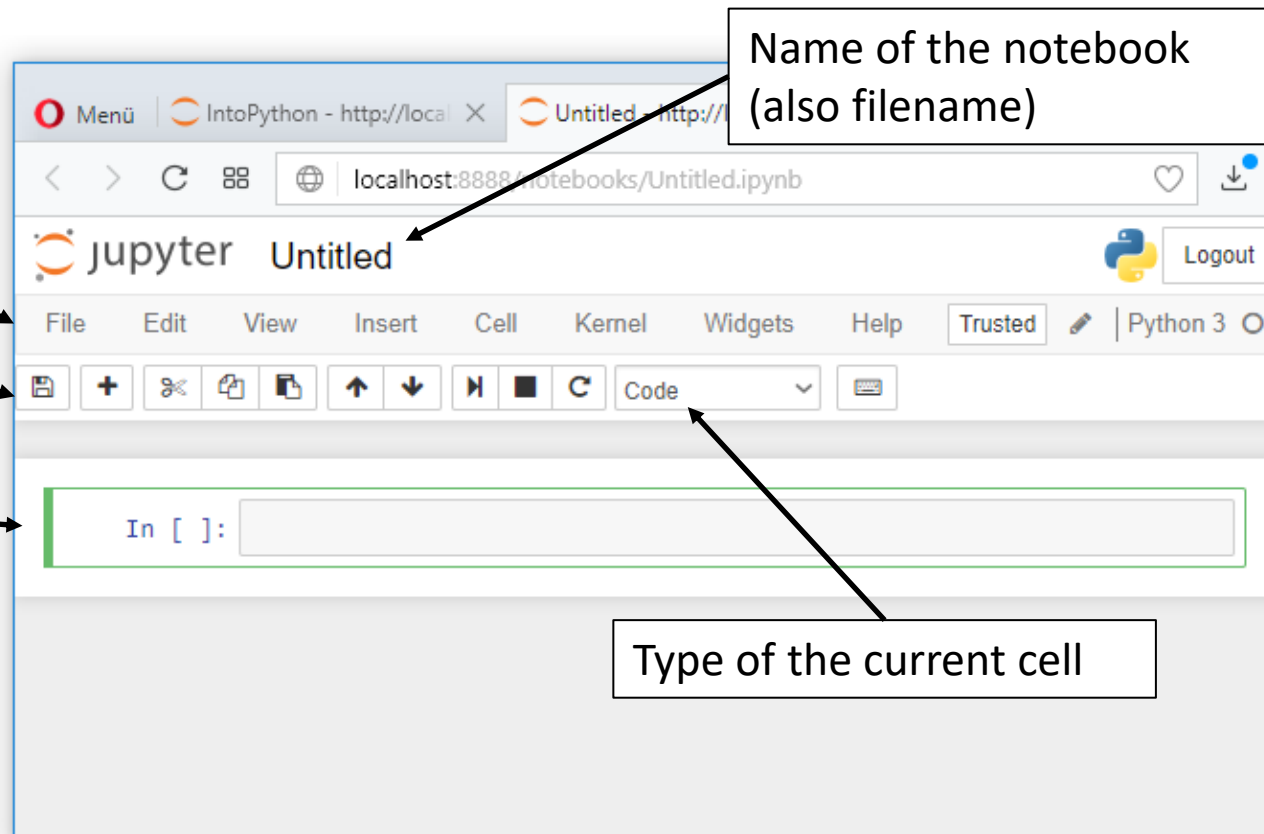 Name of the notebook
(also filename)
Menü
IntoPython - http://local
Untitled - http://
localhost:8888/notebooks/Untitled.ipynb
jupyter Untitled
Logout
File Edit View Insert Cell Kernel Widgets Help Trusted Python 3
Code
In [ ]:
Type of the current cell